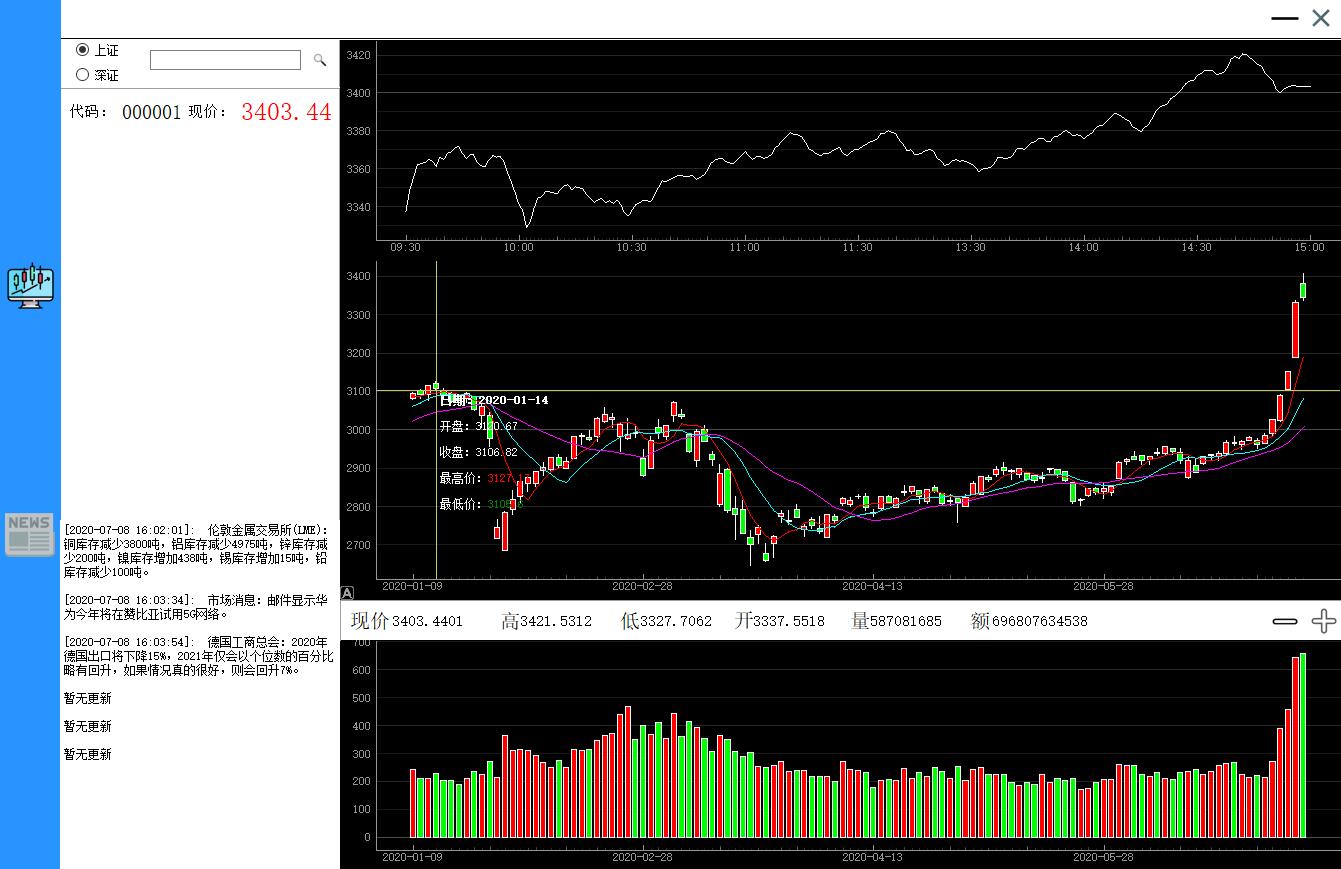 上证
深证
代码: 000001 现价: 3403.44
3420
3400
3380
3360
3340
09:30 10:00 10:30 11:00 11:30 13:30 14:00 14:30 15:00
3400
3300
3200
3100
3000
2900
2800
2700
日期:2020-01-14
开盘:3120.67
收盘:3106.82
最高价:3127.17
最低价:
2020-01-09 2020-02-28 2020-04-13 2020-05-28
A
NEWS
[2020-07-08 16:02:01]: 伦敦金属交易所(LME):
铜库存减少3800吨，铝库存减少4975吨，锌库存减
少200吨，镍库存增加438吨，锡库存增加15吨，铅
库存减少100吨。
[2020-07-08 16:03:34]: 市场消息：邮件显示华
为今年将在赞比亚试用5G网络。
[2020-07-08 16:03:54]: 德国工商总会：2020年
德国出口将下降15%，2021年仅会以个位数的百分比
略有回升，如果情况真的很好，则会回升7%。
暂无更新
暂无更新
暂无更新
现价3403.4401 高3421.5312 低3327.7062 开3337.5518 量587081685 额696807634538
700
600
500
400
300
200
100
0
2020-01-09 2020-02-28 2020-04-13 2020-05-28